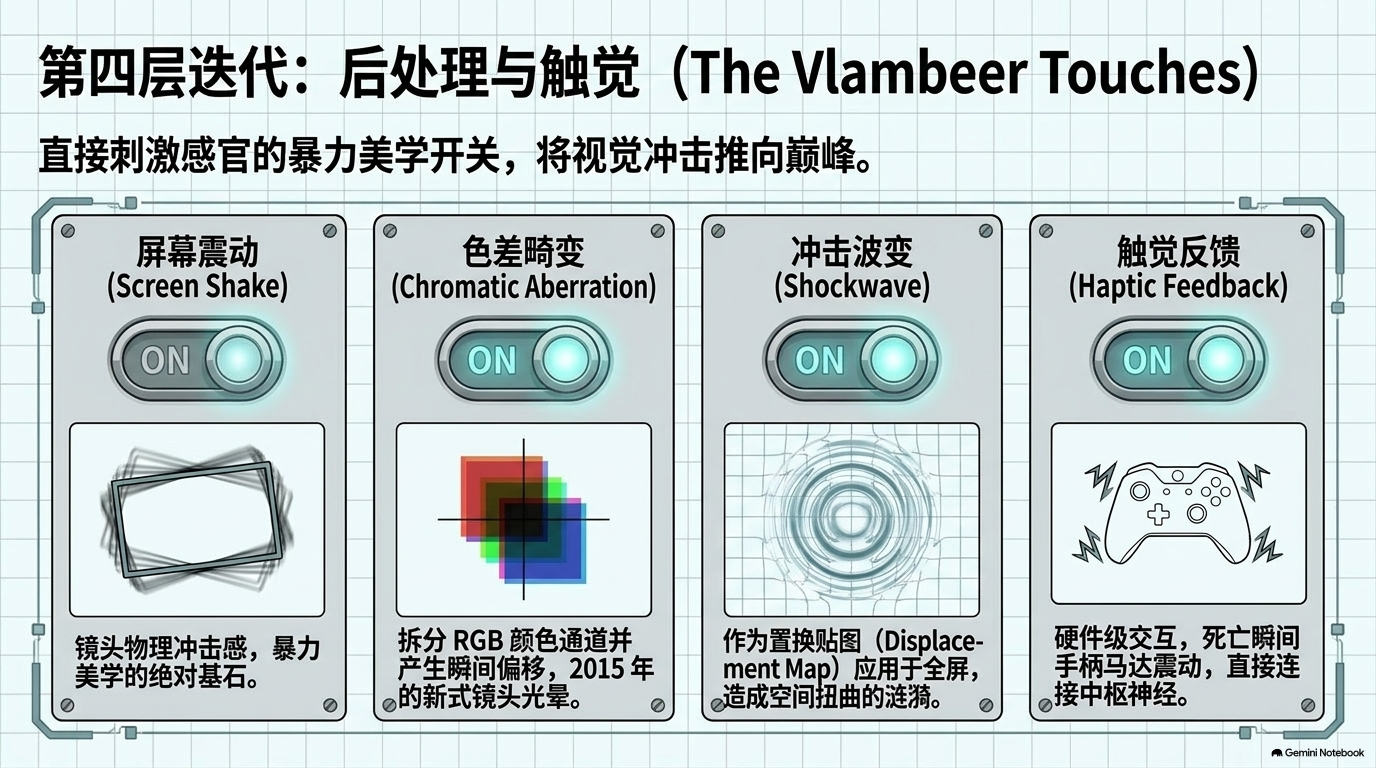 第四层迭代：后处理与触觉（The Vlambeer Touches）
直接刺激感官的暴力美学开关，将视觉冲击推向巅峰。
屏幕震动
(Screen Shake)
ON
镜头物理冲击感，暴力
美学的绝对基石。
色差畸变
(Chromatic Aberration)
ON
拆分 RGB 颜色通道并
产生瞬间偏移，2015 年
的新式镜头光晕。
冲击波变
(Shockwave)
ON
作为置换贴图（Displace-
ment Map）应用于全屏，
造成空间扭曲的涟漪。
触觉反馈
(Haptic Feedback)
ON
硬件级交互，死亡瞬间
手柄马达震动，直接连
接中枢神经。
Gemini Notebook